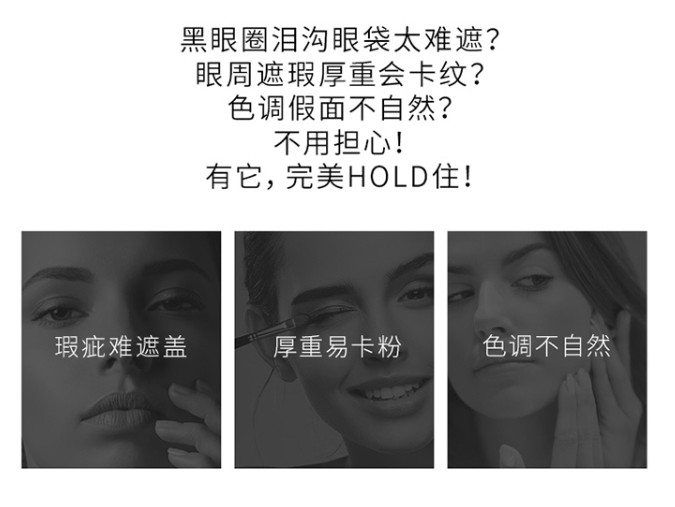 黑眼圈泪沟眼袋太难遮？
眼周遮瑕厚重会卡纹？
色调假面不自然？
不用担心！
有它，完美HOLD住！
瑕疵难遮盖
厚重易卡粉
色调不自然